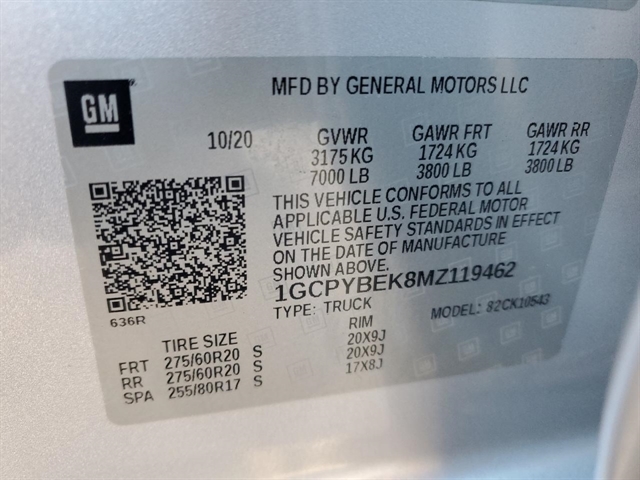 GM
MFD BY GENERAL MOTORS LLC
10/20 GVWR GAWR FRT GAWR RR
3175 KG 1724 KG 1724 KG
7000 LB 3800 LB 3800 LB
THIS VEHICLE CONFORMS TO ALL
APPLICABLE U.S. FEDERAL MOTOR
VEHICLE SAFETY STANDARDS IN EFFECT
ON THE DATE OF MANUFACTURE
SHOWN ABOVE.
1GCPYBEK8MZ119462
TYPE: TRUCK MODEL: 82CK10543
636R
TIRE SIZE RIM
FRT 275/60R20 S 20X9J
RR 275/60R20 S 20X9J
SPA 255/80R17 S 17X8J